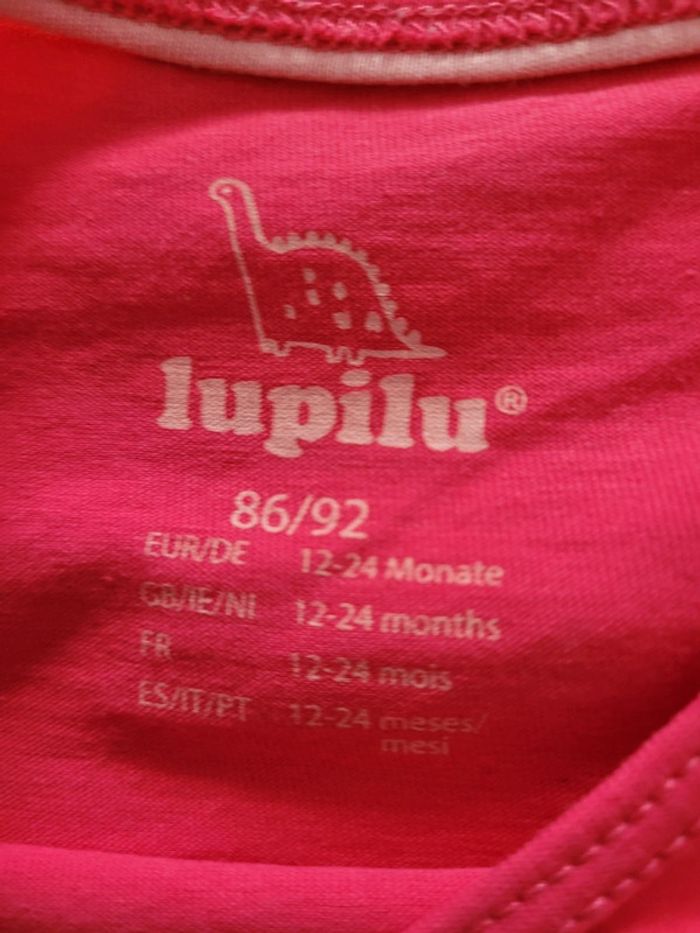 lupilu®
86/92
EUR/DE 12-24 Monate
GB/IE/NI 12-24 months
FR 12-24 mois
ES/IT/PT 12-24 meses/
mesi